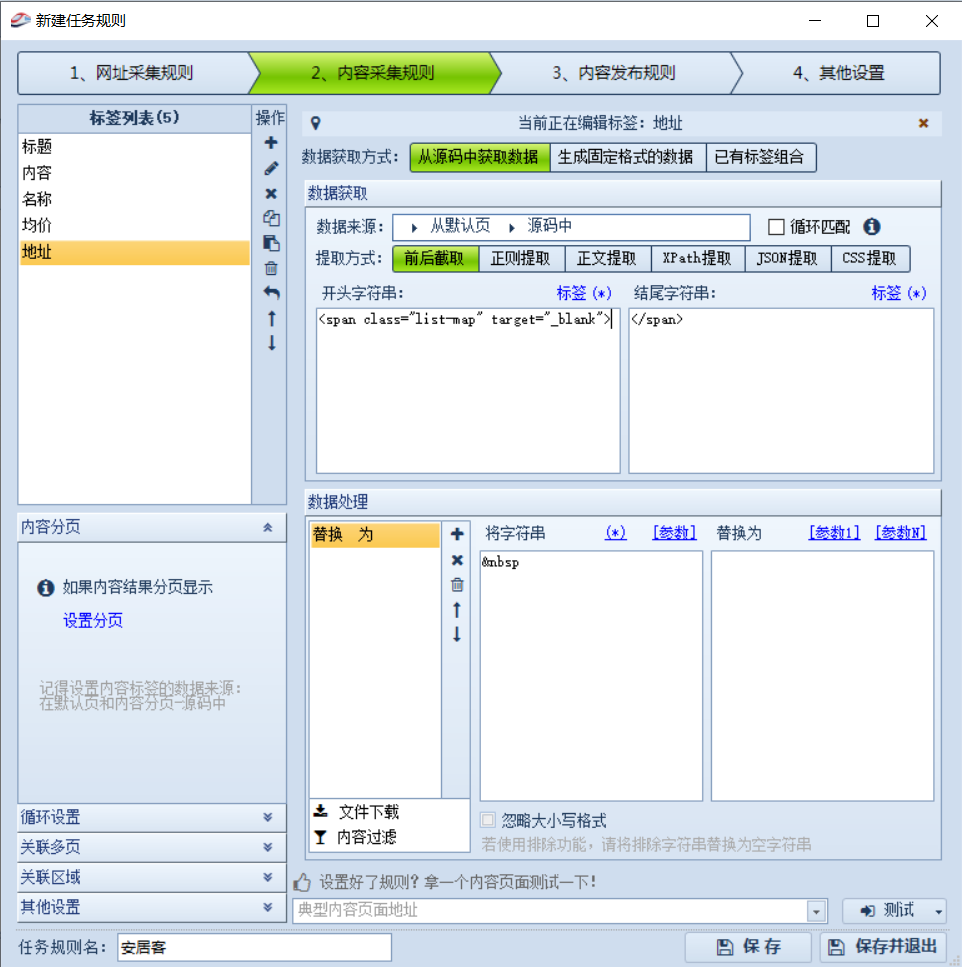 新建任务规则
1、网址采集规则
2、内容采集规则
3、内容发布规则
4、其他设置
标签列表(5)
操作
标题
内容
名称
均价
地址
当前正在编辑标签：地址
数据获取方式：
从源码中获取数据
生成固定格式的数据
已有标签组合
数据获取
数据来源：
从默认页
源码中
循环匹配
提取方式：
前后截取
正则提取
正文提取
XPath提取
JSON提取
CSS提取
开头字符串：
标签
(*)
结尾字符串：
标签
(*)
<span class="list-map" target="_blank">
</span>
数据处理
替换 为
将字符串
(*)
[参数]
替换为
[参数1]
[参数N]
&nbsp
文件下载
内容过滤
忽略大小写格式
若使用排除功能，请将排除字符串替换为空字符串
内容分页
如果内容结果分页显示
设置分页
记得设置内容标签的数据来源：
在默认页和内容分页-源码中
循环设置
关联多页
关联区域
其他设置
设置好了规则？拿一个内容页面测试一下！
典型内容页面地址
测试
任务规则名：
安居客
保存
保存并退出